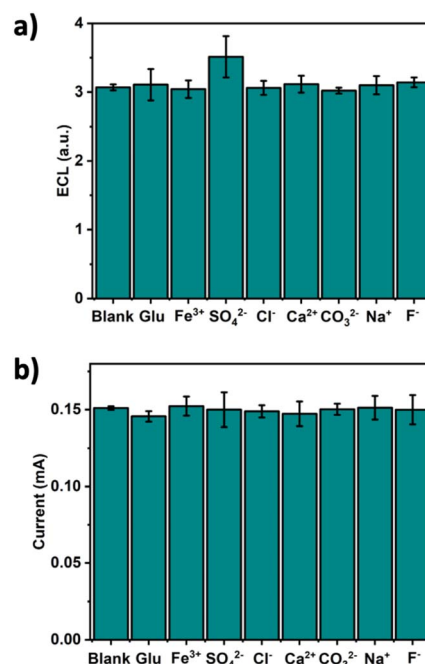 a)
4
3
2
1
0
ECL (a.u.)
Blank Glu Fe³⁺ SO₄²⁻ Cl⁻ Ca²⁺ CO₃²⁻ Na⁺ F⁻
b)
0.15
0.10
0.05
0.00
Current (mA)
Blank Glu Fe³⁺ SO₄²⁻ Cl⁻ Ca²⁺ CO₃²⁻ Na⁺ F⁻